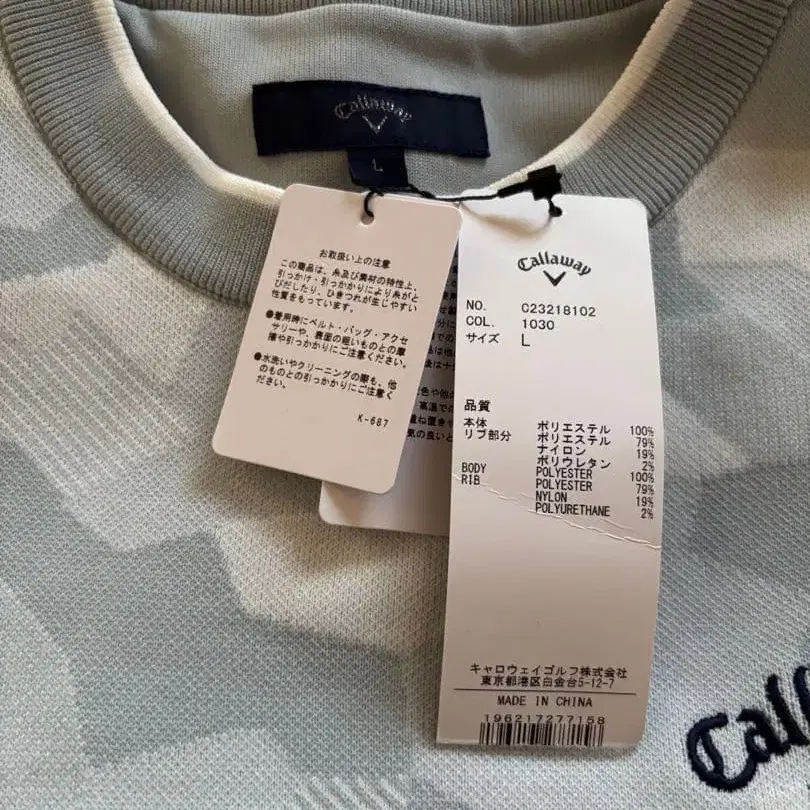 Callaway
L
お取扱い上の注意
この商品は、糸及び素材の特性上、
引っかけ・引っかかりにより糸がと
びだしたり、ひきつれが生じやすい
性質をもっています。
●着用時にベルト・バッグ・アクセ
サリーや、表面の粗いものとの摩
擦や引っかかりにご注意ください。
●水洗いやクリーニングの際も、他
のものとの引っかかりにご注意く
ださい。
K-687
Callaway
NO. C23218102
COL. 1030
サイズ L
品質
本体 ポリエステル 100%
リブ部分 ポリエステル 79%
ナイロン 19%
ポリウレタン 2%
BODY POLYESTER 100%
RIB POLYESTER 79%
NYLON 19%
POLYURETHANE 2%
キャロウェイゴルフ株式会社
東京都港区白金台5-12-7
MADE IN CHINA
196217277158
Call